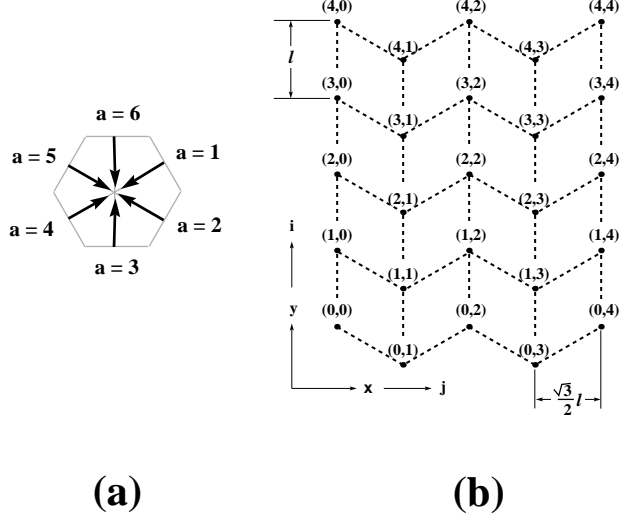 a = 6
a = 5
a = 1
a = 4
a = 2
a = 3
(a)
(4,0) (4,2) (4,4)
(4,1) (4,3)
l
(3,0) (3,2) (3,4)
(3,1) (3,3)
(2,0) (2,2) (2,4)
(2,1) (2,3)
i
(1,0) (1,2) (1,4)
(1,1) (1,3)
y
(0,0) (0,2) (0,4)
(0,1) (0,3)
x j
√3/2 l
(b)